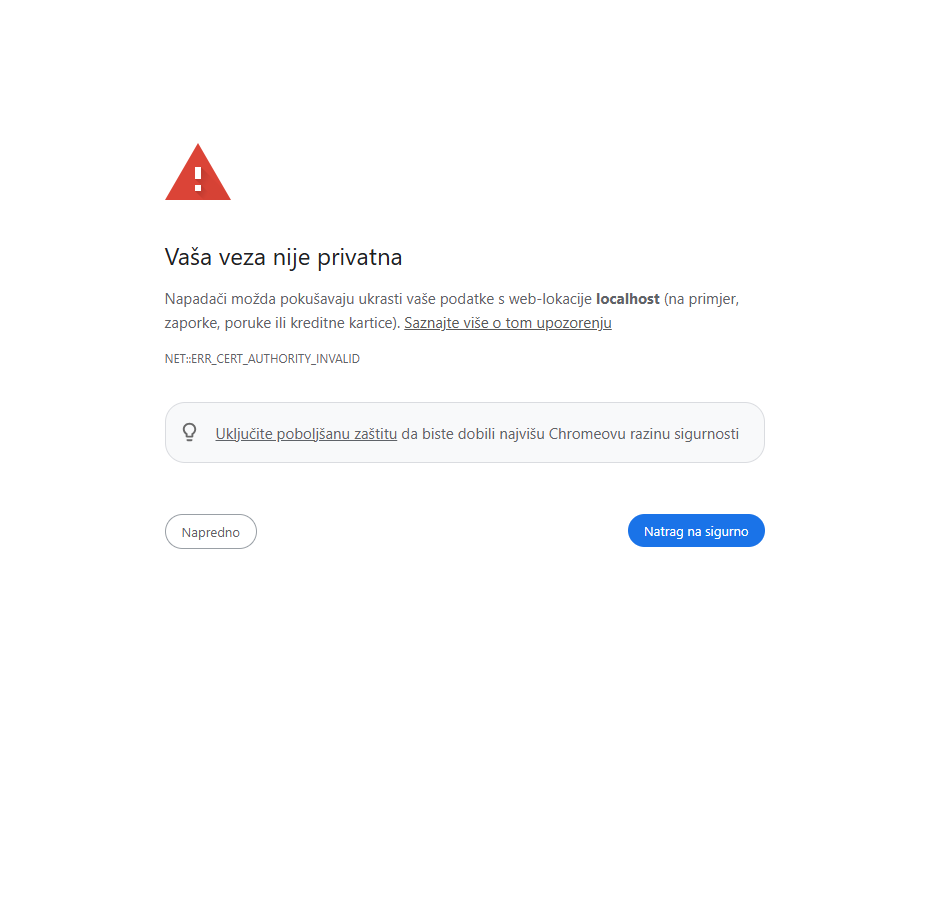 Vaša veza nije privatna
Napadači možda pokušavaju ukrasti vaše podatke s web-lokacije localhost (na primjer,
zaporke, poruke ili kreditne kartice). Saznajte više o tom upozorenju
NET::ERR_CERT_AUTHORITY_INVALID
Uključite poboljšanu zaštitu da biste dobili najvišu Chromeovu razinu sigurnosti
Napredno
Natrag na sigurno